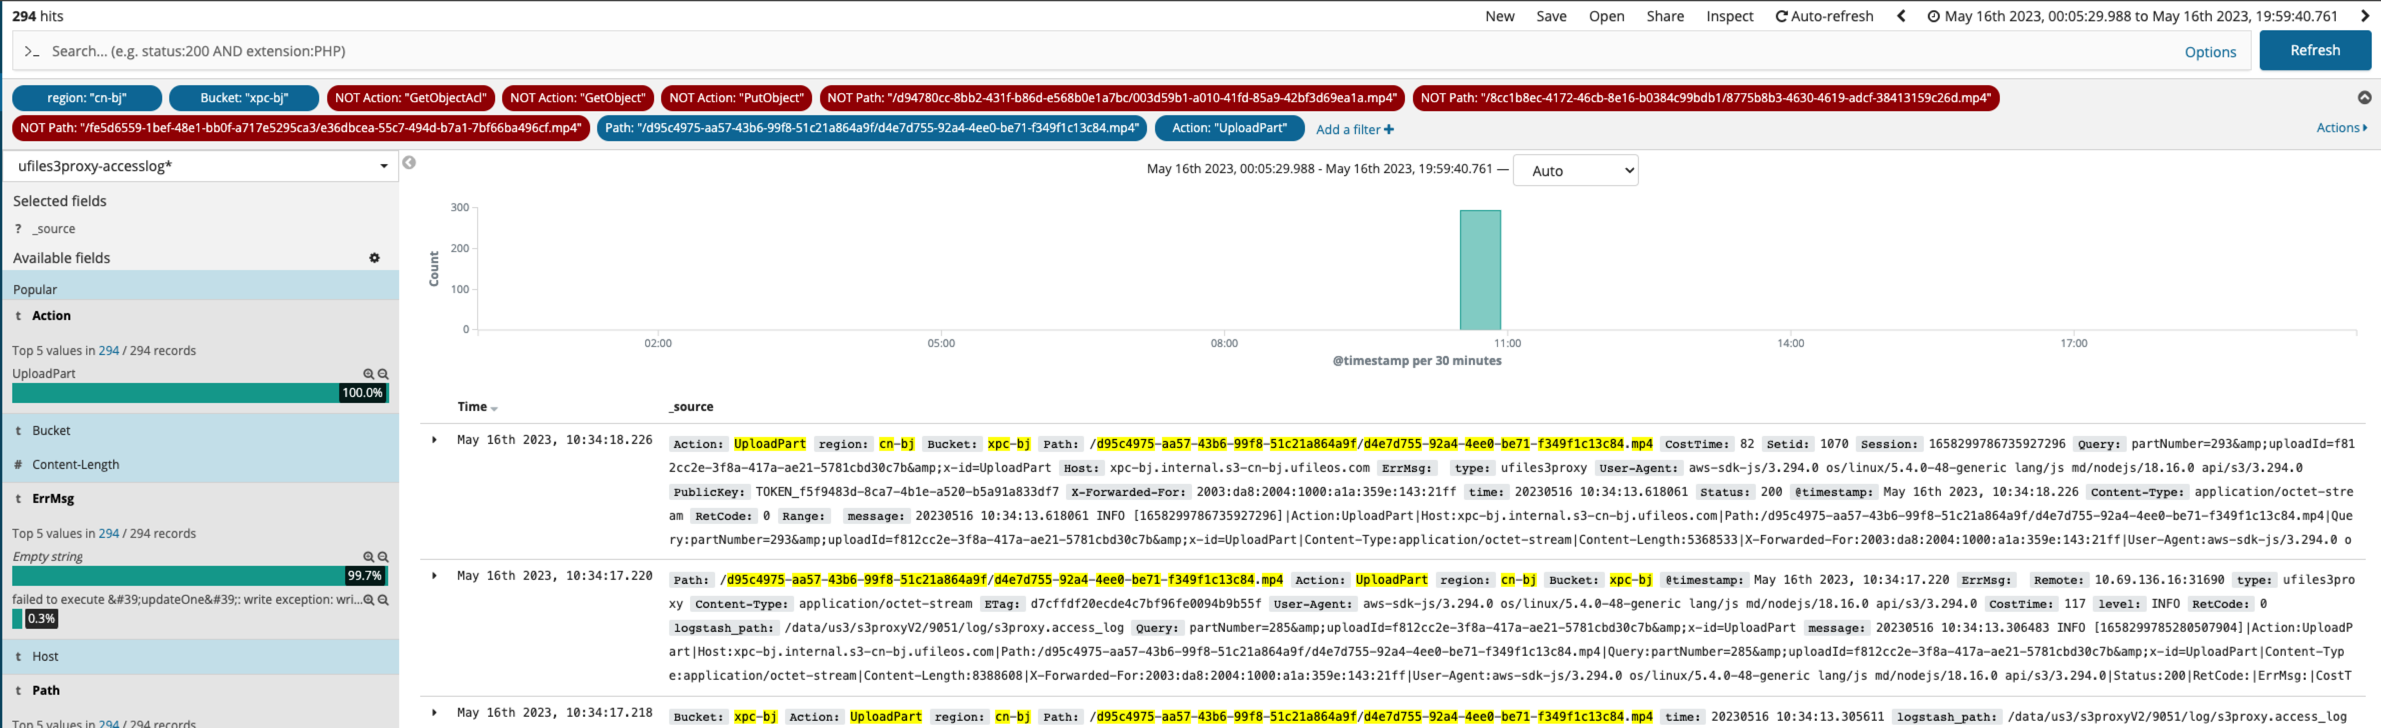 294 hits
New Save Open Share Inspect Auto-refresh May 16th 2023, 00:05:29.988 to May 16th 2023, 19:59:40.761
>_ Search... (e.g. status:200 AND extension:PHP) Options Refresh
region: "cn-bj" Bucket: "xpc-bj" NOT Action: "GetObjectAcl" NOT Action: "GetObject" NOT Action: "PutObject" NOT Path: "/d94780cc-8bb2-431f-b86d-e568b0e1a7bc/003d59b1-a010-41fd-85a9-42bf3d69ea1a.mp4" NOT Path: "/8cc1b8ec-4172-46cb-8e16-b0384c99bdb1/8775b8b3-4630-4619-adcf-38413159c26d.mp4"
NOT Path: "/fe5d6559-1bef-48e1-bb0f-a717e5295ca3/e36dbcea-55c7-494d-b7a1-7bf66ba496cf.mp4" Path: "/d95c4975-aa57-43b6-99f8-51c21a864a9f/d4e7d755-92a4-4ee0-be71-f349f1c13c84.mp4" Action: "UploadPart" Add a filter + Actions
ufiles3proxy-accesslog*
Selected fields
? _source
Available fields
Popular
t Action
Top 5 values in 294 / 294 records
UploadPart
100.0%
t Bucket
# Content-Length
t ErrMsg
Top 5 values in 294 / 294 records
Empty string
99.7%
failed to execute &#39;updateOne&#39;: write exception: wri...
0.3%
t Host
t Path
Top 5 values in 294 / 294 records
May 16th 2023, 00:05:29.988 - May 16th 2023, 19:59:40.761 — Auto
Count
300
200
100
0
02:00 05:00 08:00 11:00 14:00 17:00
@timestamp per 30 minutes
Time _source
May 16th 2023, 10:34:18.226 Action: UploadPart region: cn-bj Bucket: xpc-bj Path: /d95c4975-aa57-43b6-99f8-51c21a864a9f/d4e7d755-92a4-4ee0-be71-f349f1c13c84.mp4 CostTime: 82 Setid: 1070 Session: 1658299786735927296 Query: partNumber=293&amp;uploadId=f81
2cc2e-3f8a-417a-ae21-5781cbd30c7b&amp;x-id=UploadPart Host: xpc-bj.internal.s3-cn-bj.ufileos.com ErrMsg: type: ufiles3proxy User-Agent: aws-sdk-js/3.294.0 os/linux/5.4.0-48-generic lang/js md/nodejs/18.16.0 api/s3/3.294.0
PublicKey: TOKEN_f5f9483d-8ca7-4b1e-a520-b5a91a833df7 X-Forwarded-For: 2003:da8:2004:1000:a1a:359e:143:21ff time: 20230516 10:34:13.618061 Status: 200 @timestamp: May 16th 2023, 10:34:18.226 Content-Type: application/octet-stre
am RetCode: 0 Range: message: 20230516 10:34:13.618061 INFO [1658299786735927296]|Action:UploadPart|Host:xpc-bj.internal.s3-cn-bj.ufileos.com|Path:/d95c4975-aa57-43b6-99f8-51c21a864a9f/d4e7d755-92a4-4ee0-be71-f349f1c13c84.mp4|Que
ry:partNumber=293&amp;uploadId=f812cc2e-3f8a-417a-ae21-5781cbd30c7b&amp;x-id=UploadPart|Content-Type:application/octet-stream|Content-Length:5368533|X-Forwarded-For:2003:da8:2004:1000:a1a:359e:143:21ff|User-Agent:aws-sdk-js/3.294.0 o
May 16th 2023, 10:34:17.220 Path: /d95c4975-aa57-43b6-99f8-51c21a864a9f/d4e7d755-92a4-4ee0-be71-f349f1c13c84.mp4 Action: UploadPart region: cn-bj Bucket: xpc-bj @timestamp: May 16th 2023, 10:34:17.220 ErrMsg: Remote: 10.69.136.16:31690 type: ufiles3pro
xy Content-Type: application/octet-stream ETag: d7cffdf20ecde4c7bf96fe0094b9b55f User-Agent: aws-sdk-js/3.294.0 os/linux/5.4.0-48-generic lang/js md/nodejs/18.16.0 api/s3/3.294.0 CostTime: 117 level: INFO RetCode: 0
logstash_path: /data/us3/s3proxyV2/9051/log/s3proxy.access_log Query: partNumber=285&amp;uploadId=f812cc2e-3f8a-417a-ae21-5781cbd30c7b&amp;x-id=UploadPart message: 20230516 10:34:13.306483 INFO [1658299785280507904]|Action:UploadP
art|Host:xpc-bj.internal.s3-cn-bj.ufileos.com|Path:/d95c4975-aa57-43b6-99f8-51c21a864a9f/d4e7d755-92a4-4ee0-be71-f349f1c13c84.mp4|Query:partNumber=285&amp;uploadId=f812cc2e-3f8a-417a-ae21-5781cbd30c7b&amp;x-id=UploadPart|Content-Typ
e:application/octet-stream|Content-Length:8388608|X-Forwarded-For:2003:da8:2004:1000:a1a:359e:143:21ff|User-Agent:aws-sdk-js/3.294.0 os/linux/5.4.0-48-generic lang/js md/nodejs/18.16.0 api/s3/3.294.0|Status:200|RetCode:|ErrMsg:|CostT
May 16th 2023, 10:34:17.218 Bucket: xpc-bj Action: UploadPart region: cn-bj Path: /d95c4975-aa57-43b6-99f8-51c21a864a9f/d4e7d755-92a4-4ee0-be71-f349f1c13c84.mp4 time: 20230516 10:34:13.305611 logstash_path: /data/us3/s3proxyV2/9051/log/s3proxy.access_log